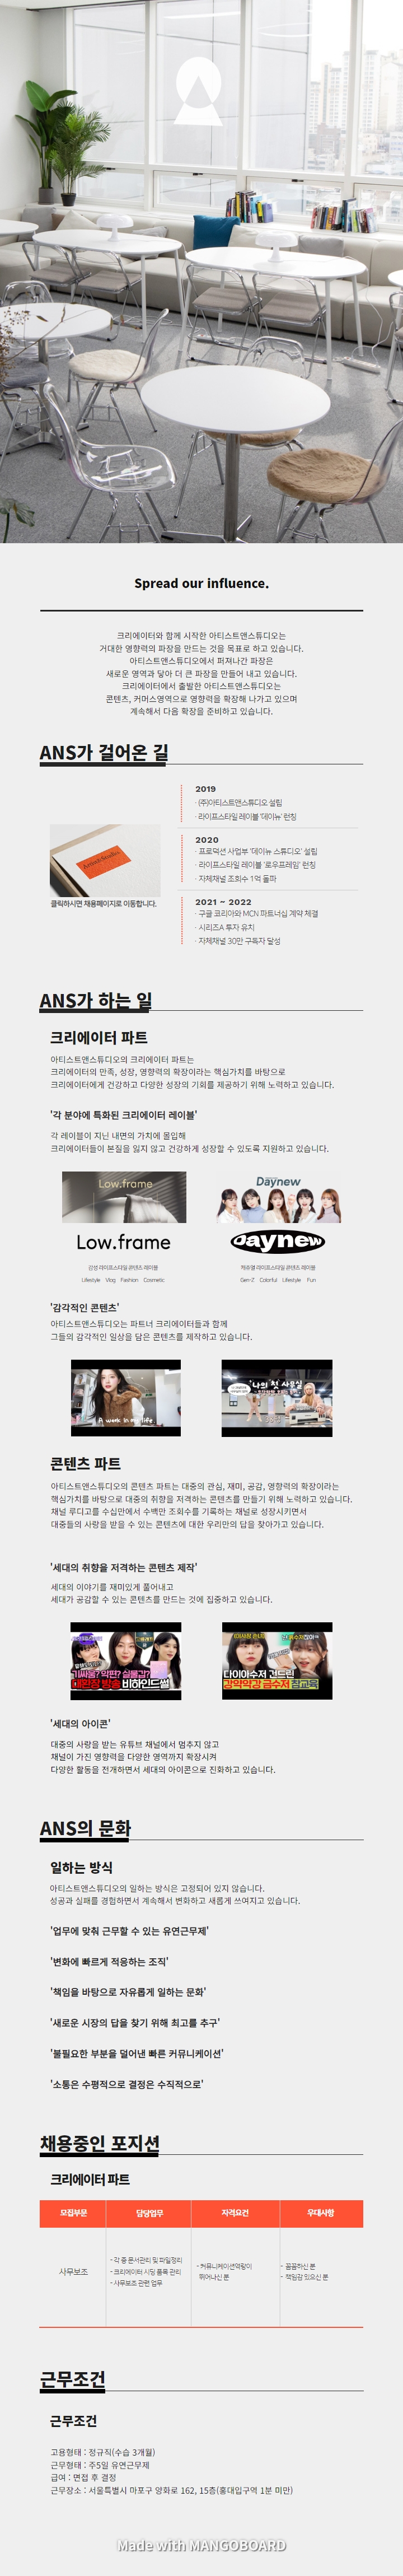 Spread our influence.
크리에이터와 함께 시작한 아티스트앤스튜디오는
거대한 영향력의 파장을 만드는 것을 목표로 하고 있습니다.
아티스트앤스튜디오에서 퍼져나간 파장은
새로운 영역과 닿아 더 큰 파장을 만들어 내고 있습니다.
크리에이터에서 출발한 아티스트앤스튜디오는
콘텐츠, 커머스영역으로 영향력을 확장해 나가고 있으며
계속해서 다음 확장을 준비하고 있습니다.
ANS가 걸어온 길
2019
· (주)아티스트앤스튜디오 설립
· 라이프스타일 레이블 '데이뉴' 런칭
2020
· 프로덕션 사업부 '데이뉴 스튜디오' 설립
· 라이프스타일 레이블 '로우프레임' 런칭
· 자체채널 조회수 1억 돌파
클릭하시면 채용페이지로 이동합니다.
2021 ~ 2022
· 구글 코리아와 MCN 파트너십 계약 체결
· 시리즈A 투자 유치
· 자체채널 30만 구독자 달성
ANS가 하는 일
크리에이터 파트
아티스트앤스튜디오의 크리에이터 파트는
크리에이터의 만족, 성장, 영향력의 확장이라는 핵심가치를 바탕으로
크리에이터에게 건강하고 다양한 성장의 기회를 제공하기 위해 노력하고 있습니다.
'각 분야에 특화된 크리에이터 레이블'
각 레이블이 지닌 내면의 가치에 몰입해
크리에이터들이 본질을 잃지 않고 건강하게 성장할 수 있도록 지원하고 있습니다.
Low.frame
Daynew
Low.frame
Daynew
감성 라이프스타일 콘텐츠 레이블
캐쥬얼 라이프스타일 콘텐츠 레이블
Lifestyle Vlog Fashion Cosmetic
Gen-Z Colorful Lifestyle Fun
'감각적인 콘텐츠'
아티스트앤스튜디오는 파트너 크리에이터들과 함께
그들의 감각적인 일상을 담은 콘텐츠를 제작하고 있습니다.
A work in my life
'나의 첫 사무실
콘텐츠 파트
아티스트앤스튜디오의 콘텐츠 파트는 대중의 관심, 재미, 공감, 영향력의 확장이라는
핵심가치를 바탕으로 대중의 취향을 저격하는 콘텐츠를 만들기 위해 노력하고 있습니다.
채널 루디고를 수십만에서 수백만 조회수를 기록하는 채널로 성장시키면서
대중들의 사랑을 받을 수 있는 콘텐츠에 대한 우리만의 답을 찾아가고 있습니다.
'세대의 취향을 저격하는 콘텐츠 제작'
세대의 이야기를 재미있게 풀어내고
세대가 공감할 수 있는 콘텐츠를 만드는 것에 집중하고 있습니다.
기싸움? 악편? 실물갑?
대환장 방송 비하인드썰
다이아수저 건드린
강약약강 금수저 참교육
'세대의 아이콘'
대중의 사랑을 받는 유튜브 채널에서 멈추지 않고
채널이 가진 영향력을 다양한 영역까지 확장시켜
다양한 활동을 전개하면서 세대의 아이콘으로 진화하고 있습니다.
ANS의 문화
일하는 방식
아티스트앤스튜디오의 일하는 방식은 고정되어 있지 않습니다.
성공과 실패를 경험하면서 계속해서 변화하고 새롭게 쓰여지고 있습니다.
'업무에 맞춰 근무할 수 있는 유연근무제'
'변화에 빠르게 적응하는 조직'
'책임을 바탕으로 자유롭게 일하는 문화'
'새로운 시장의 답을 찾기 위해 최고를 추구'
'불필요한 부분을 덜어낸 빠른 커뮤니케이션'
'소통은 수평적으로 결정은 수직적으로'
채용중인 포지션
크리에이터 파트
모집부문 담당업무 자격요건 우대사항
사무보조
- 각 종 문서관리 및 파일정리
- 크리에이터 시딩 품목 관리
- 사무보조 관련 업무
- 커뮤니케이션역량이
뛰어나신 분
- 꼼꼼하신 분
- 책임감 있으신 분
근무조건
근무조건
고용형태 : 정규직(수습 3개월)
근무형태 : 주5일 유연근무제
급여 : 면접 후 결정
근무장소 : 서울특별시 마포구 양화로 162, 15층(홍대입구역 1분 미만)
Made with MANGOBOARD